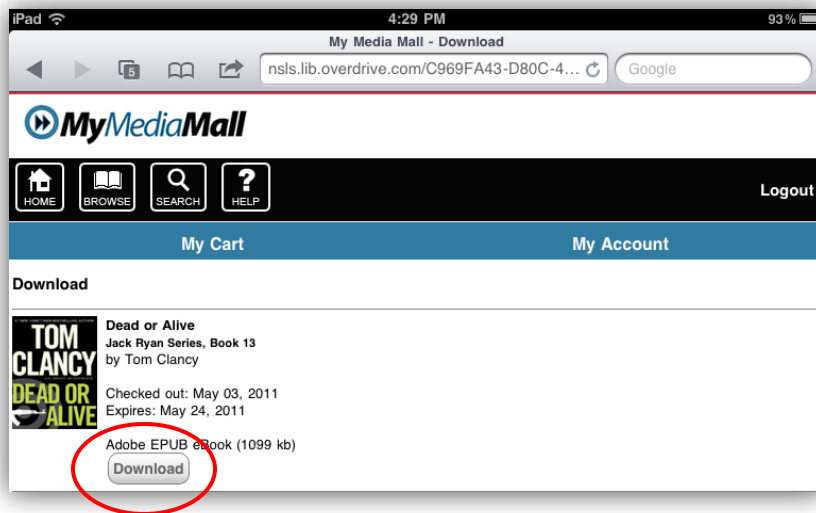 iPad 4:29 PM 93%
My Media Mall - Download
5 nsls.lib.overdrive.com/C969FA43-D80C-4... Google
MyMediaMall
HOME BROWSE SEARCH ? HELP Logout
My Cart My Account
Download
TOM
CLANCY
DEAD OR
ALIVE
Dead or Alive
Jack Ryan Series, Book 13
by Tom Clancy
Checked out: May 03, 2011
Expires: May 24, 2011
Adobe EPUB eBook (1099 kb)
Download